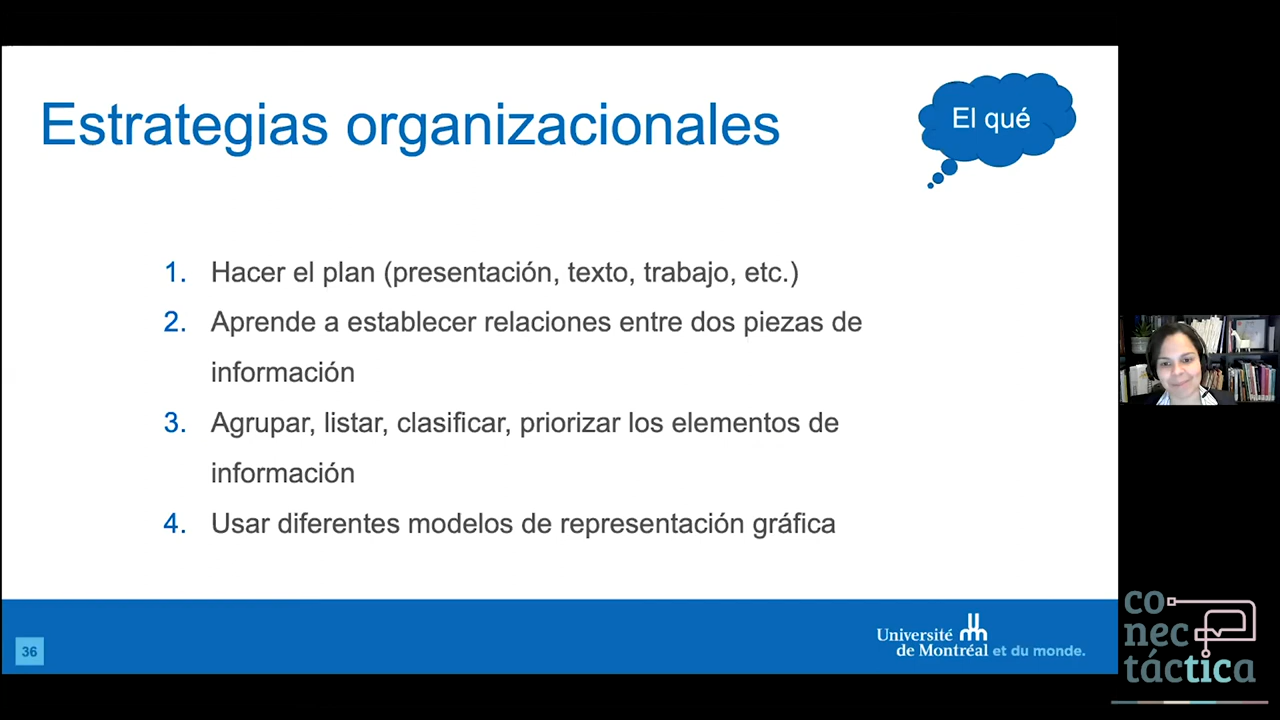 Estrategias organizacionales
El qué
1. Hacer el plan (presentación, texto, trabajo, etc.)
2. Aprende a establecer relaciones entre dos piezas de
información
3. Agrupar, listar, clasificar, priorizar los elementos de
información
4. Usar diferentes modelos de representación gráfica
36
Université
de Montréal et du monde.
co
nec
táctica